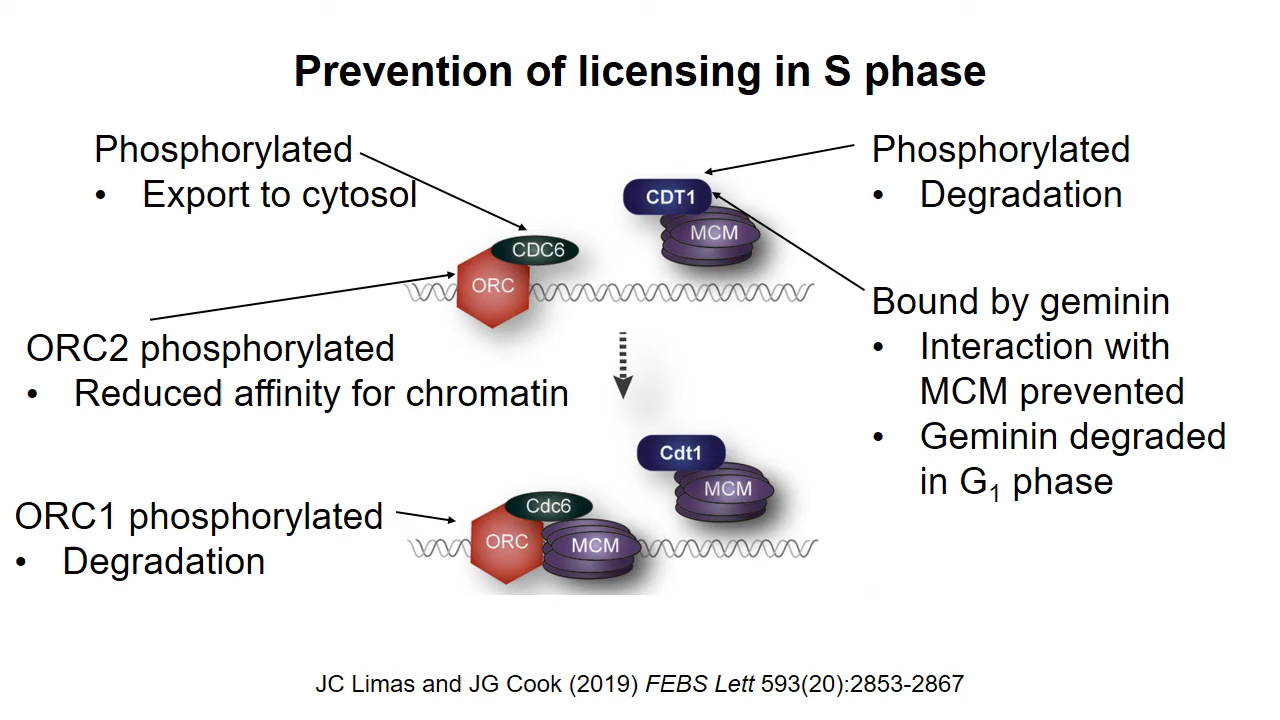 Prevention of licensing in S phase
Phosphorylated
• Export to cytosol
Phosphorylated
• Degradation
CDT1
MCM
CDC6
ORC
Bound by geminin
• Interaction with
MCM prevented
• Geminin degraded
in G₁ phase
ORC2 phosphorylated
• Reduced affinity for chromatin
Cdt1
MCM
Cdc6
ORC
MCM
ORC1 phosphorylated
• Degradation
JC Limas and JG Cook (2019) FEBS Lett 593(20):2853-2867